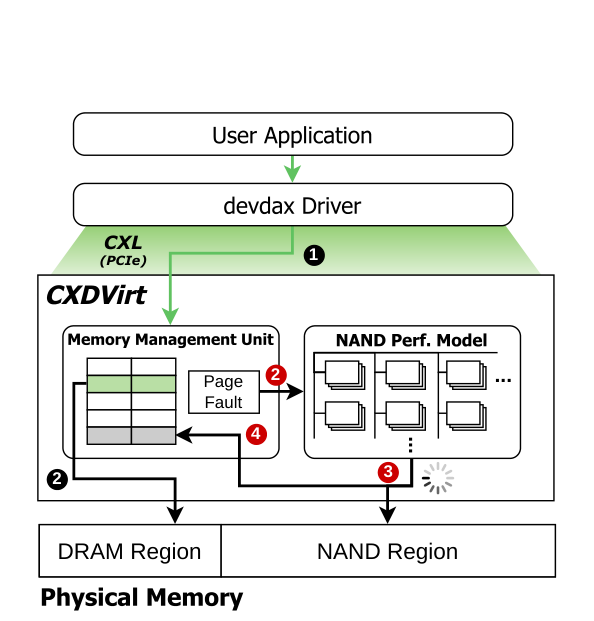 User Application
devdax Driver
CXL
(PCIe)
1
CXDVirt
Memory Management Unit
NAND Perf. Model
Page
Fault
2
...
4
...
3
2
DRAM Region
NAND Region
Physical Memory